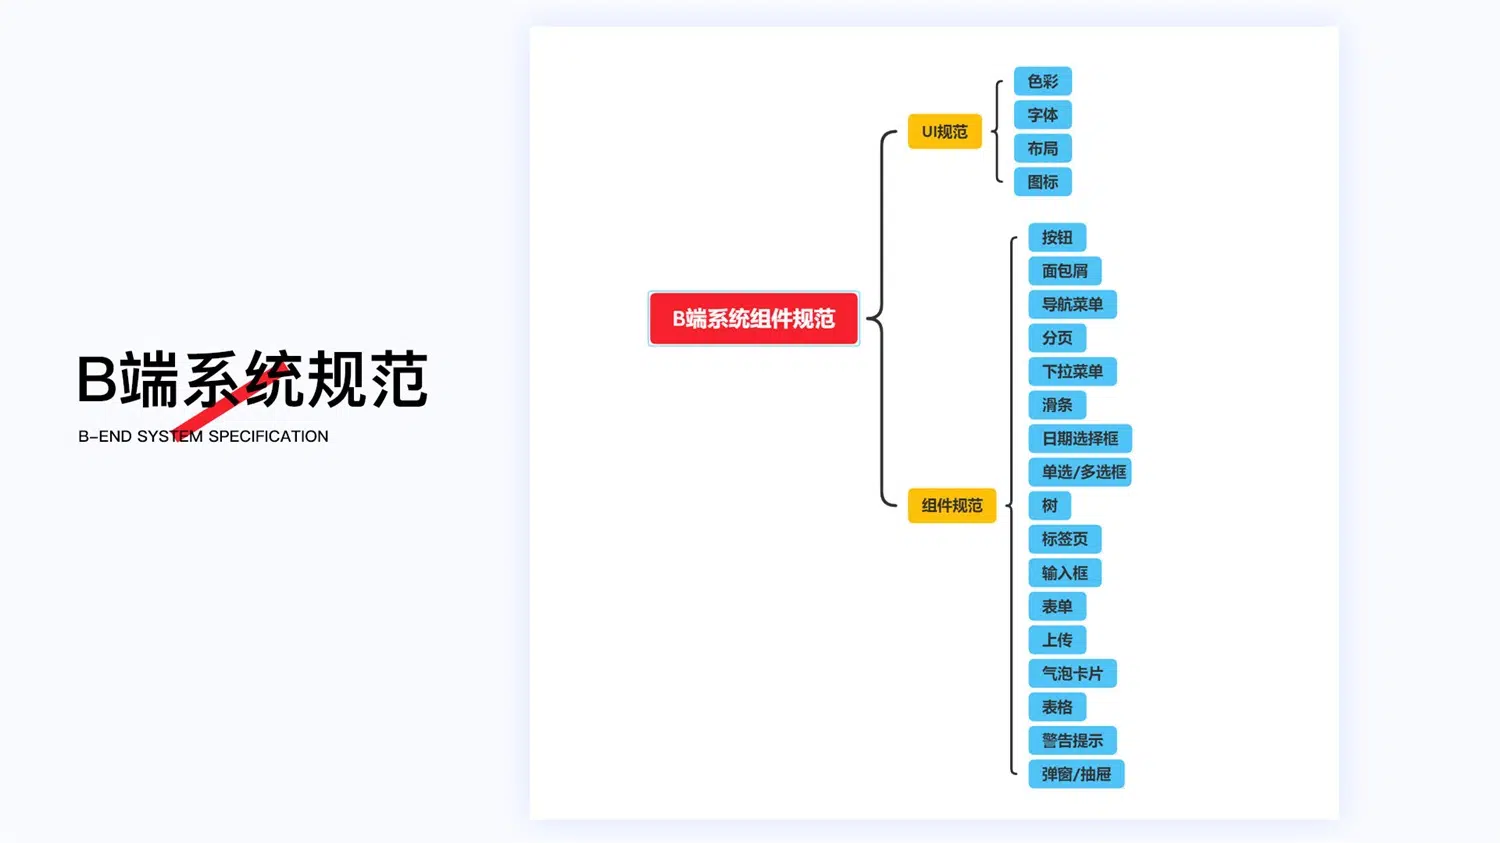 B端系统规范
B-END SYSTEM SPECIFICATION
B端系统组件规范
UI规范
色彩
字体
布局
图标
组件规范
按钮
面包屑
导航菜单
分页
下拉菜单
滑条
日期选择框
单选/多选框
树
标签页
输入框
表单
上传
气泡卡片
表格
警告提示
弹窗/抽屉